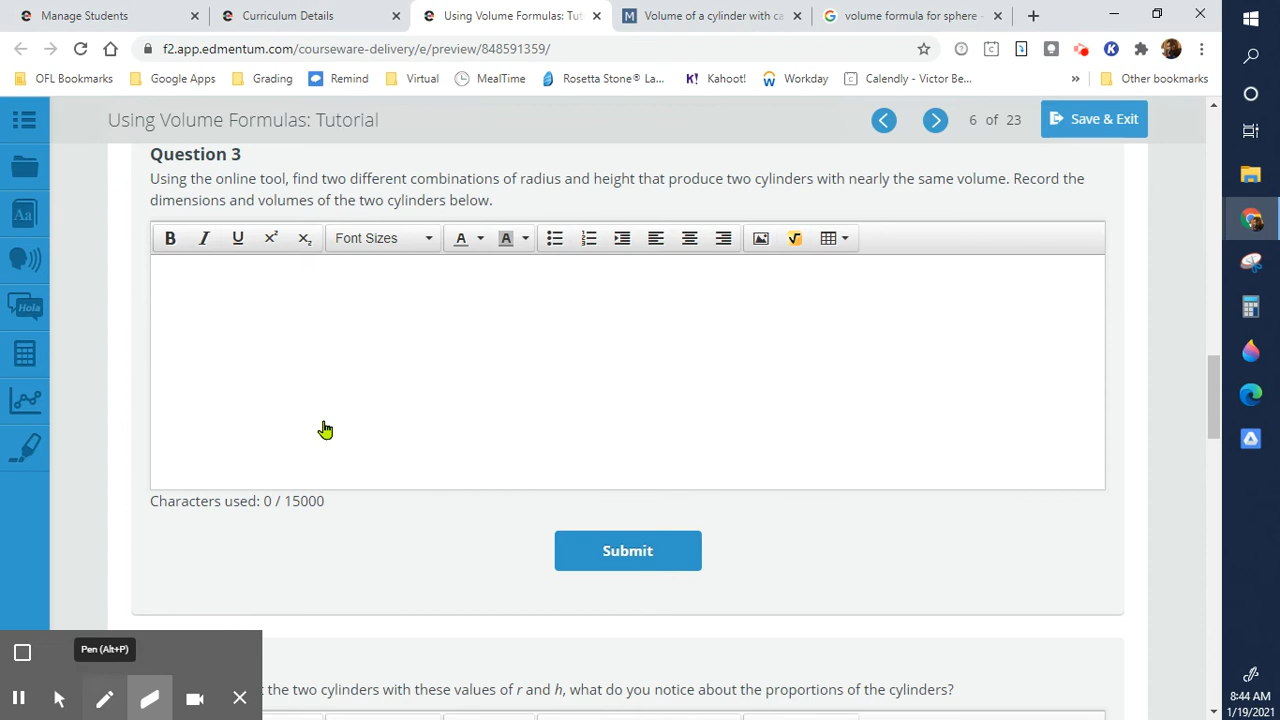 Manage Students
Curriculum Details
Using Volume Formulas: Tut
Volume of a cylinder with ca
volume formula for sphere -
f2.app.edmentum.com/courseware-delivery/e/preview/848591359/
OFL Bookmarks
Google Apps
Grading
Remind
Virtual
MealTime
Rosetta Stone® La...
K! Kahoot!
Workday
Calendly - Victor Be...
»
Other bookmarks
Using Volume Formulas: Tutorial
6 of 23
Save & Exit
Question 3
Using the online tool, find two different combinations of radius and height that produce two cylinders with nearly the same volume. Record the
dimensions and volumes of the two cylinders below.
B I U X² X₂ Font Sizes A A
Aa
Hola
Characters used: 0 / 15000
Submit
Pen (Alt+P)
t the two cylinders with these values of r and h, what do you notice about the proportions of the cylinders?
8:44 AM
1/19/2021